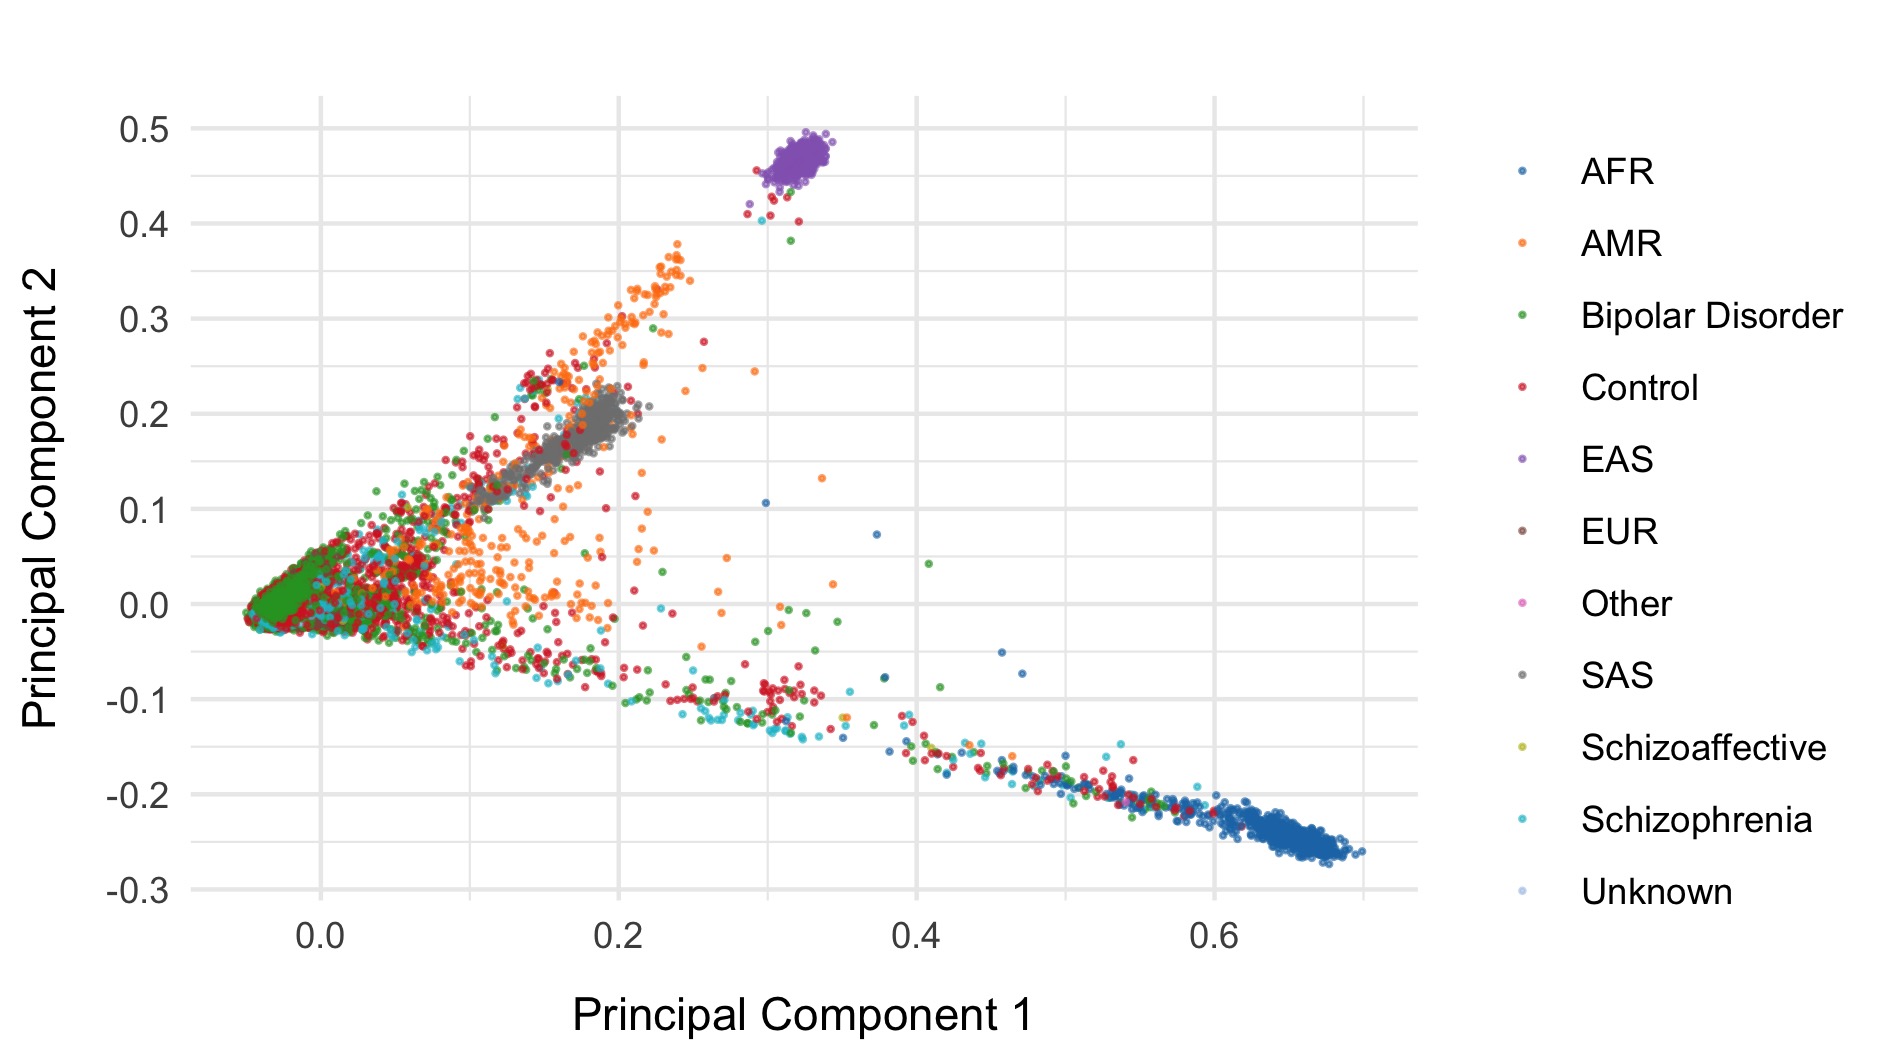 Principal Component 2
0.5
0.4
0.3
0.2
0.1
0.0
-0.1
-0.2
-0.3
0.0 0.2 0.4 0.6
Principal Component 1
AFR
AMR
Bipolar Disorder
Control
EAS
EUR
Other
SAS
Schizoaffective
Schizophrenia
Unknown